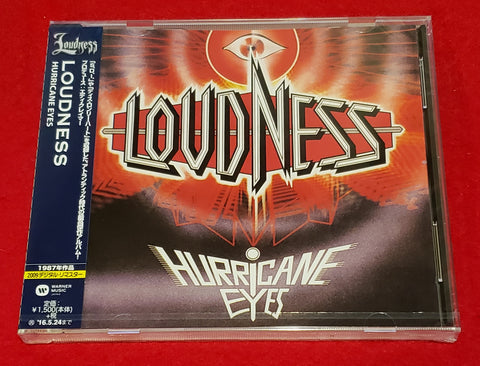 Loudness
LOUDNESS
HURRICANE EYES
1987年作品
2009デジタル・リマスター
WARNER MUSIC
定価:
¥1,500(本体)
+税
'16.5.24まで
LOUDNESS
HURRICANE
EYES